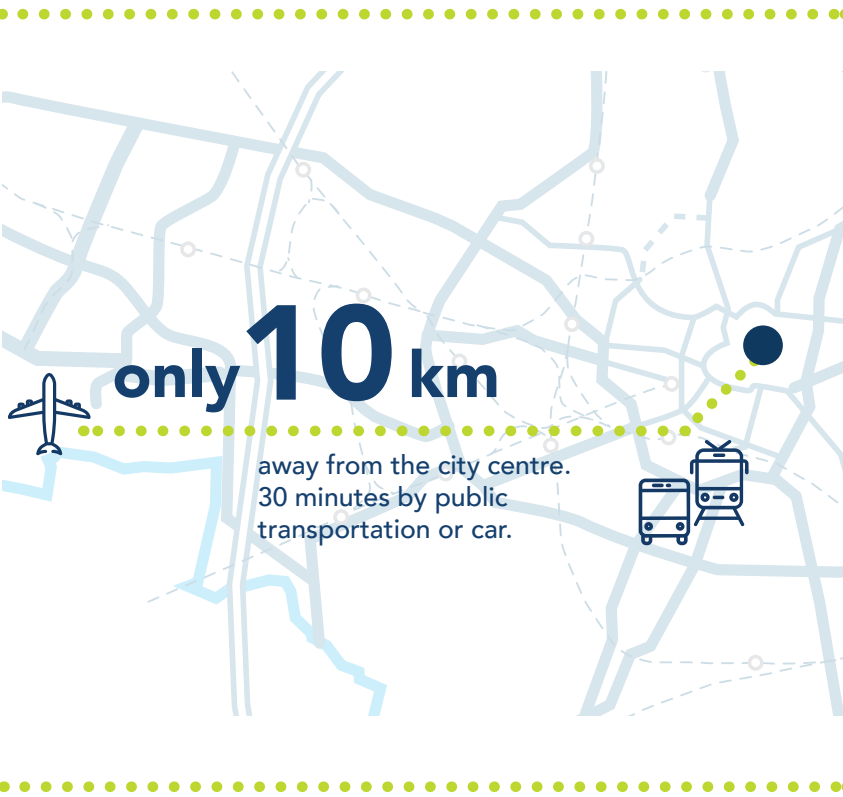 only 10 km
away from the city centre.
30 minutes by public
transportation or car.